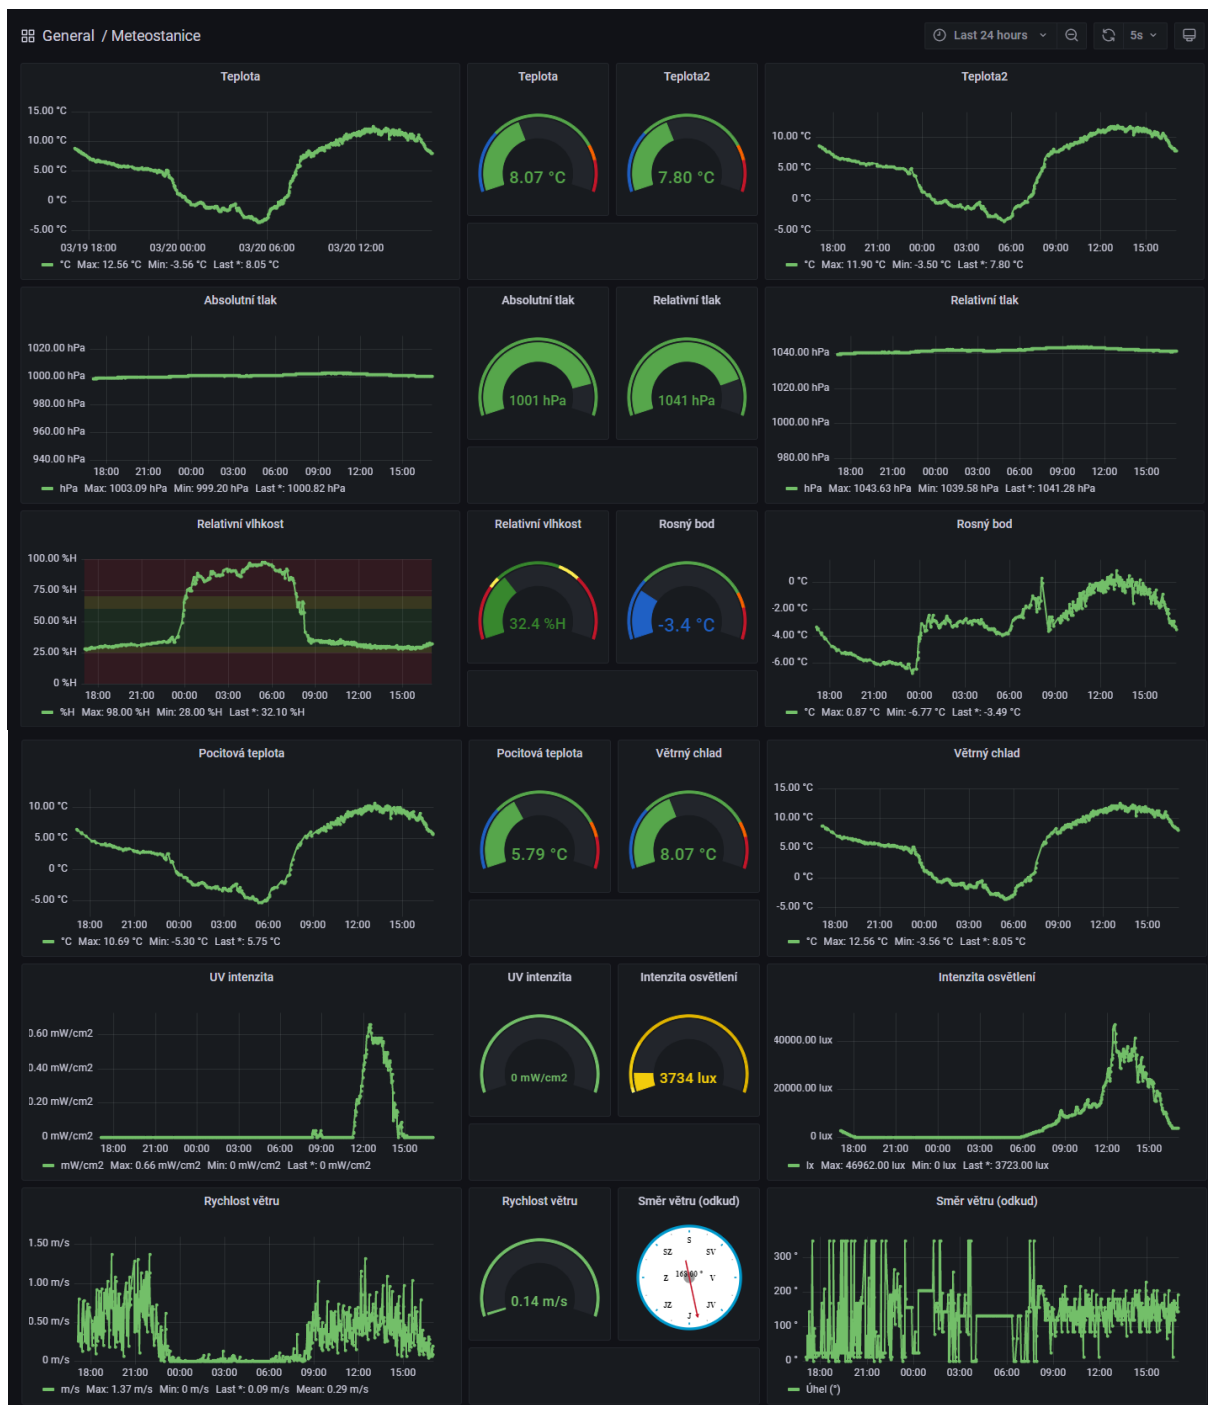 General / Meteostanice
Last 24 hours
5s
Teplota
15.00 °C
10.00 °C
5.00 °C
0 °C
-5.00 °C
03/19 18:00 03/20 00:00 03/20 06:00 03/20 12:00
°C Max: 12.56 °C Min: -3.56 °C Last *: 8.05 °C
Teplota
8.07 °C
Teplota2
7.80 °C
Teplota2
10.00 °C
5.00 °C
0 °C
-5.00 °C
18:00 21:00 00:00 03:00 06:00 09:00 12:00 15:00
°C Max: 11.90 °C Min: -3.50 °C Last *: 7.80 °C
Absolutní tlak
1020.00 hPa
1000.00 hPa
980.00 hPa
960.00 hPa
940.00 hPa
18:00 21:00 00:00 03:00 06:00 09:00 12:00 15:00
hPa Max: 1003.09 hPa Min: 999.20 hPa Last *: 1000.82 hPa
Absolutní tlak
1001 hPa
Relativní tlak
1041 hPa
Relativní tlak
1040.00 hPa
1020.00 hPa
1000.00 hPa
980.00 hPa
18:00 21:00 00:00 03:00 06:00 09:00 12:00 15:00
hPa Max: 1043.63 hPa Min: 1039.58 hPa Last *: 1041.28 hPa
Relativní vlhkost
100.00 %H
75.00 %H
50.00 %H
25.00 %H
0 %H
18:00 21:00 00:00 03:00 06:00 09:00 12:00 15:00
%H Max: 98.00 %H Min: 28.00 %H Last *: 32.10 %H
Relativní vlhkost
32.4 %H
Rosný bod
-3.4 °C
Rosný bod
0 °C
-2.00 °C
-4.00 °C
-6.00 °C
18:00 21:00 00:00 03:00 06:00 09:00 12:00 15:00
°C Max: 0.87 °C Min: -6.77 °C Last *: -3.49 °C
Pocitová teplota
10.00 °C
5.00 °C
0 °C
-5.00 °C
18:00 21:00 00:00 03:00 06:00 09:00 12:00 15:00
°C Max: 10.69 °C Min: -5.30 °C Last *: 5.75 °C
Pocitová teplota
5.79 °C
Větrný chlad
8.07 °C
Větrný chlad
15.00 °C
10.00 °C
5.00 °C
0 °C
-5.00 °C
18:00 21:00 00:00 03:00 06:00 09:00 12:00 15:00
°C Max: 12.56 °C Min: -3.56 °C Last *: 8.05 °C
UV intenzita
0.60 mW/cm2
0.40 mW/cm2
0.20 mW/cm2
0 mW/cm2
18:00 21:00 00:00 03:00 06:00 09:00 12:00 15:00
mW/cm2 Max: 0.66 mW/cm2 Min: 0 mW/cm2 Last *: 0 mW/cm2
UV intenzita
0 mW/cm2
Intenzita osvětlení
3734 lux
Intenzita osvětlení
40000.00 lux
20000.00 lux
0 lux
18:00 21:00 00:00 03:00 06:00 09:00 12:00 15:00
lx Max: 46962.00 lux Min: 0 lux Last *: 3723.00 lux
Rychlost větru
1.50 m/s
1.00 m/s
0.50 m/s
0 m/s
18:00 21:00 00:00 03:00 06:00 09:00 12:00 15:00
m/s Max: 1.37 m/s Min: 0 m/s Last *: 0.09 m/s Mean: 0.29 m/s
Rychlost větru
0.14 m/s
Směr větru (odkud)
S
SZ SV
Z V
JZ JV
J
Směr větru (odkud)
300 °
200 °
100 °
0 °
18:00 21:00 00:00 03:00 06:00 09:00 12:00 15:00
Úhel (°)